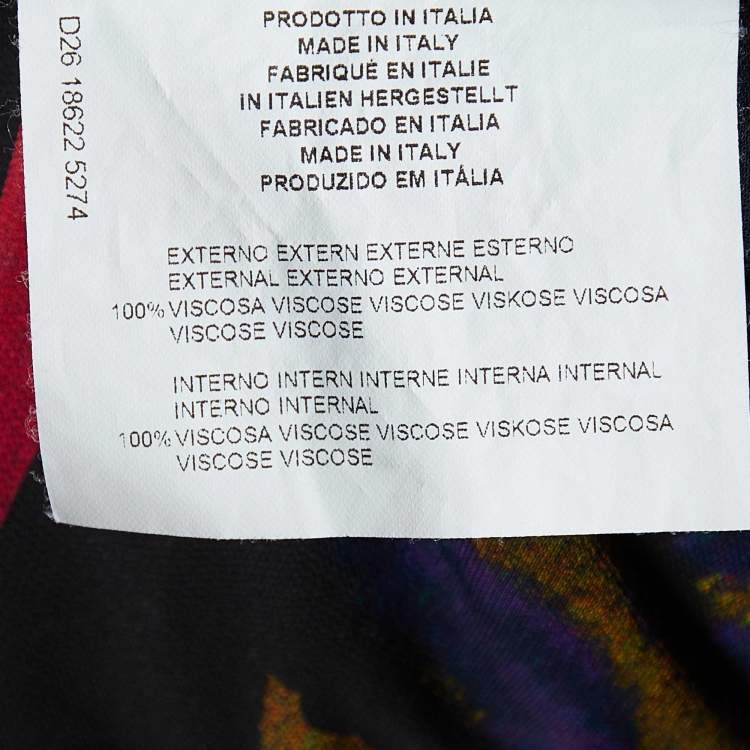 PRODOTTO IN ITALIA
MADE IN ITALY
FABRIQUÉ EN ITALIE
IN ITALIEN HERGESTELLT
FABRICADO EN ITALIA
MADE IN ITALY
PRODUZIDO EM ITÁLIA
D26 18622 5274
EXTERNO EXTERN EXTERNE ESTERNO
EXTERNAL EXTERNO EXTERNAL
100% VISCOSA VISCOSE VISCOSE VISKOSE VISCOSA
VISCOSE VISCOSE
INTERNO INTERN INTERNE INTERNA INTERNAL
INTERNO INTERNAL
100% VISCOSA VISCOSE VISCOSE VISKOSE VISCOSA
VISCOSE VISCOSE